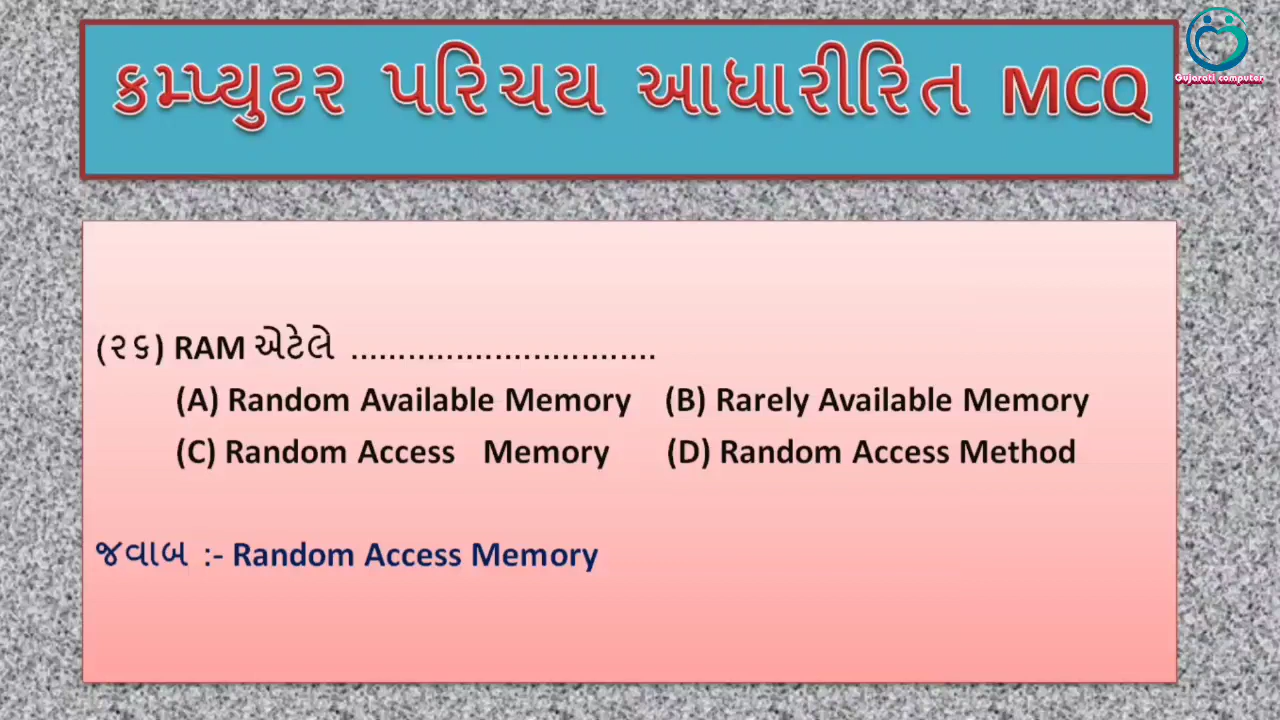 કમ્પ્યુટર પરિચય આધારીરિત MCQ
Gujarati computer
(૨૬) RAM એટેલે ................................
(A) Random Available Memory (B) Rarely Available Memory
(C) Random Access Memory (D) Random Access Method
જવાબ :- Random Access Memory